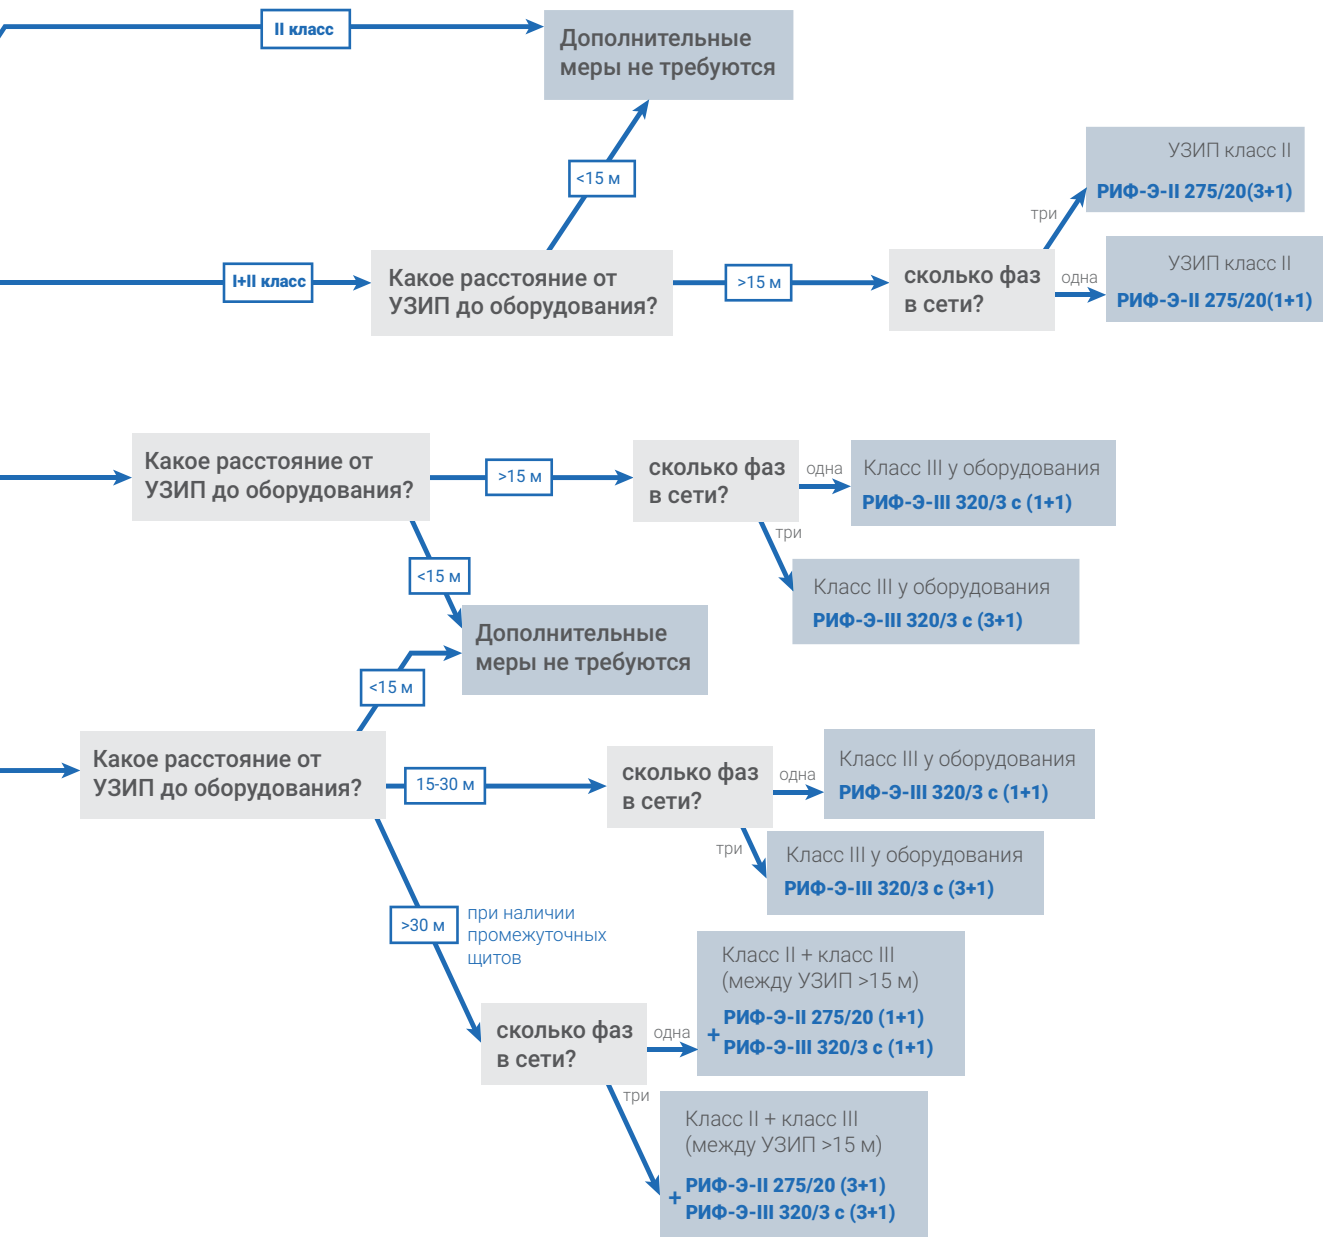 II класс
Дополнительные
меры не требуются
<15 м
УЗИП класс II
РИФ-Э-II 275/20(3+1)
три
I+II класс
Какое расстояние от
УЗИП до оборудования?
>15 м
сколько фаз
в сети?
одна
УЗИП класс II
РИФ-Э-II 275/20(1+1)
Какое расстояние от
УЗИП до оборудования?
>15 м
сколько фаз
в сети?
одна
Класс III у оборудования
РИФ-Э-III 320/3 с (1+1)
три
<15 м
Класс III у оборудования
РИФ-Э-III 320/3 с (3+1)
Дополнительные
меры не требуются
<15 м
Какое расстояние от
УЗИП до оборудования?
15-30 м
сколько фаз
в сети?
одна
Класс III у оборудования
РИФ-Э-III 320/3 с (1+1)
три
Класс III у оборудования
РИФ-Э-III 320/3 с (3+1)
>30 м
при наличии
промежуточных
щитов
сколько фаз
в сети?
одна
Класс II + класс III
(между УЗИП >15 м)
РИФ-Э-II 275/20 (1+1)
+
РИФ-Э-III 320/3 с (1+1)
три
Класс II + класс III
(между УЗИП >15 м)
РИФ-Э-II 275/20 (3+1)
+
РИФ-Э-III 320/3 с (3+1)